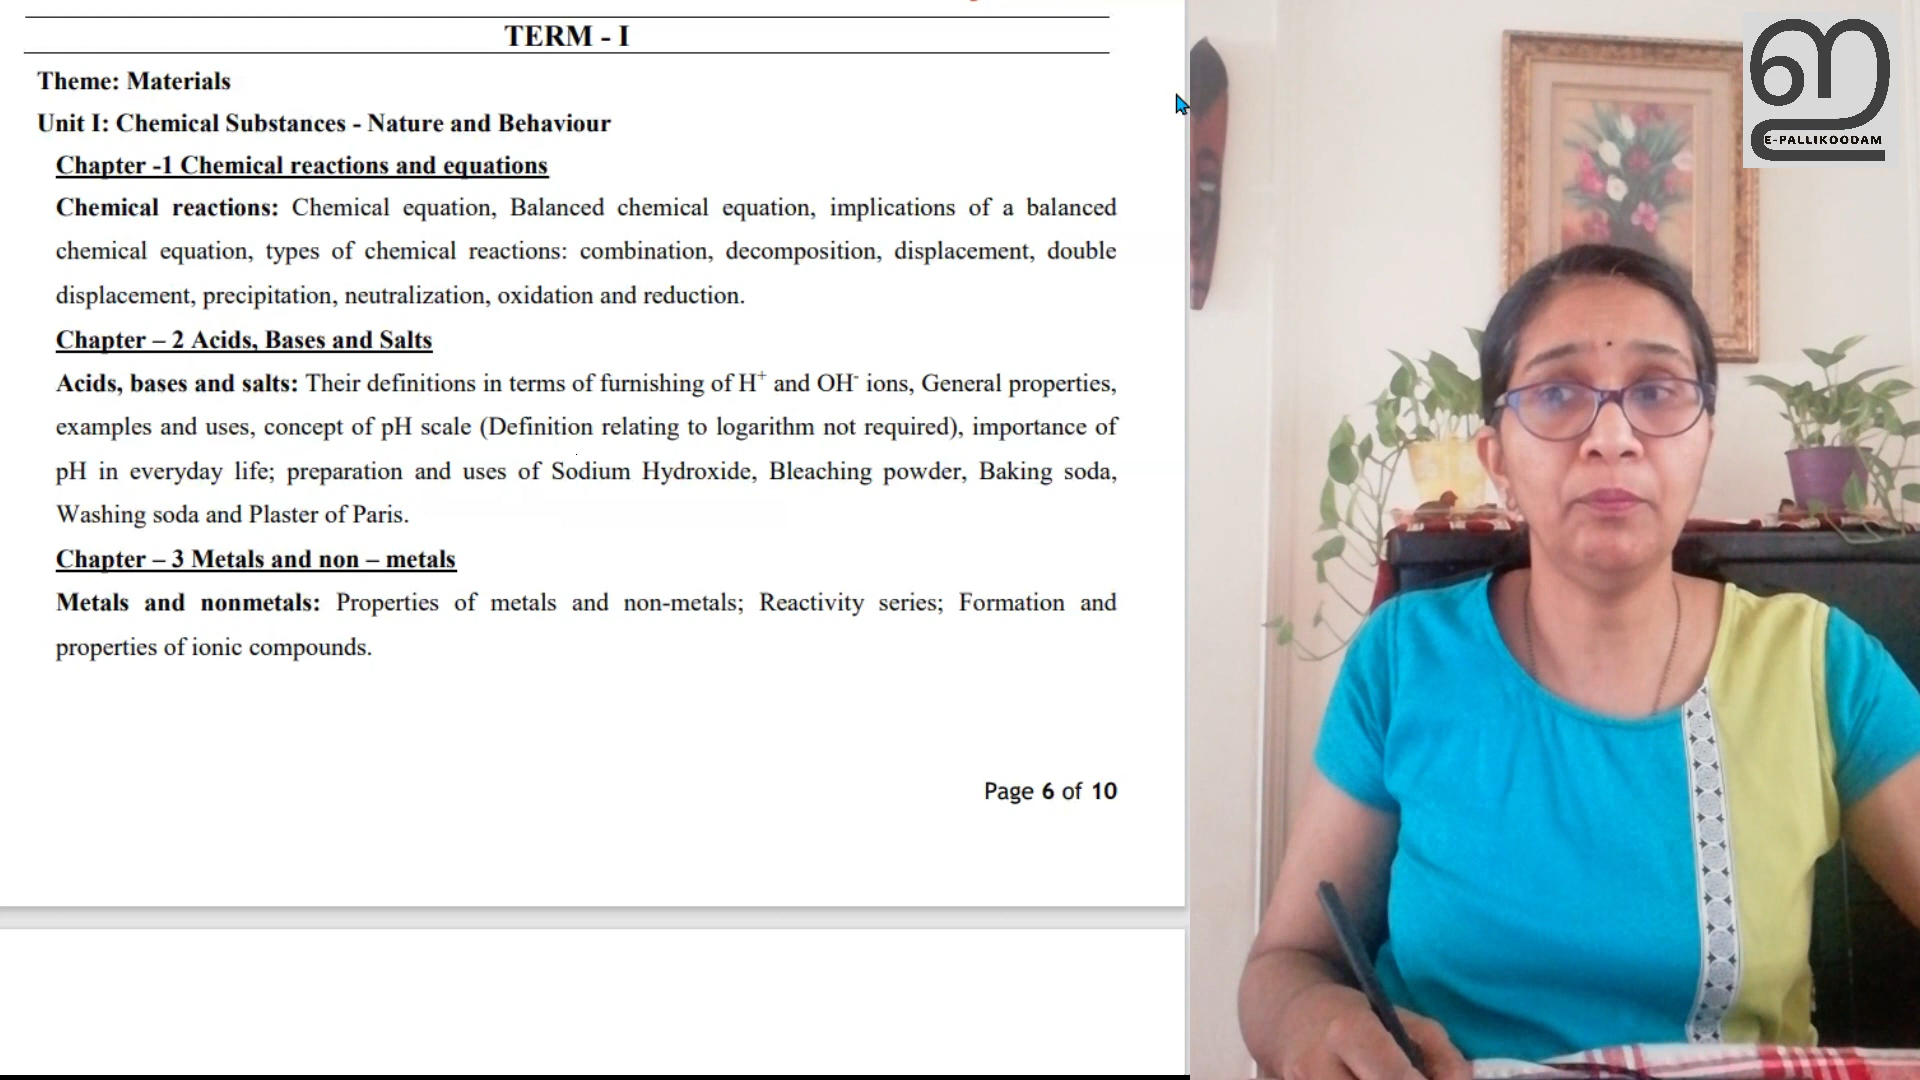 TERM - I
Theme: Materials
Unit I: Chemical Substances - Nature and Behaviour
Chapter -1 Chemical reactions and equations
Chemical reactions: Chemical equation, Balanced chemical equation, implications of a balanced
chemical equation, types of chemical reactions: combination, decomposition, displacement, double
displacement, precipitation, neutralization, oxidation and reduction.
Chapter – 2 Acids, Bases and Salts
Acids, bases and salts: Their definitions in terms of furnishing of H⁺ and OH⁻ ions, General properties,
examples and uses, concept of pH scale (Definition relating to logarithm not required), importance of
pH in everyday life; preparation and uses of Sodium Hydroxide, Bleaching powder, Baking soda,
Washing soda and Plaster of Paris.
Chapter – 3 Metals and non – metals
Metals and nonmetals: Properties of metals and non-metals; Reactivity series; Formation and
properties of ionic compounds.
Page 6 of 10
E-PALLIKOODAM